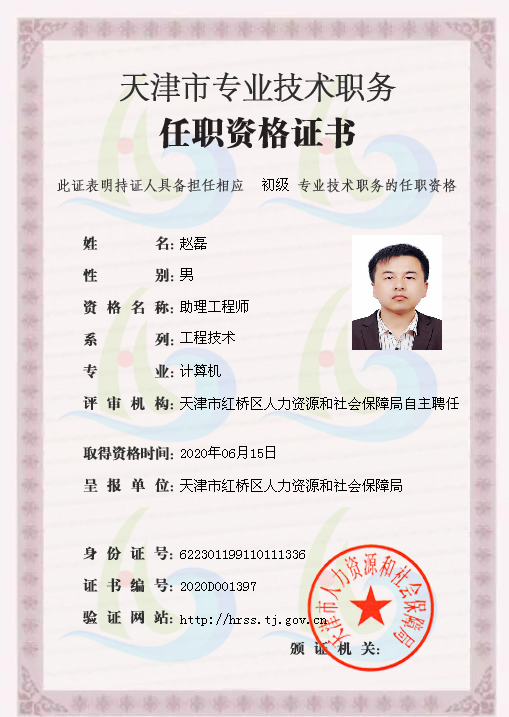 天津市专业技术职务
任职资格证书
此证表明持证人具备担任相应 初级 专业技术职务的任职资格
姓名：赵磊
性别：男
资格名称：助理工程师
系列：工程技术
专业：计算机
评审机构：天津市红桥区人力资源和社会保障局自主聘任
取得资格时间：2020年06月15日
呈报单位：天津市红桥区人力资源和社会保障局
身份证号：622301199110111336
证书编号：2020D001397
验证网站：http://hrss.tj.gov.cn
颁证机关：
天津市人力资源和社会保障局